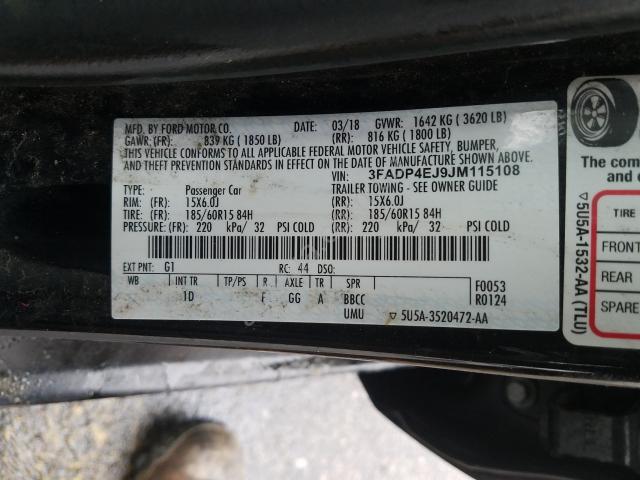 MFD. BY FORD MOTOR CO. 03/18 GVWR: 1642 KG ( 3620 LB)
GAWR: (FR): 839 KG ( 1850 LB) (RR): 816 KG ( 1800 LB)
THIS VEHICLE CONFORMS TO ALL APPLICABLE FEDERAL MOTOR VEHICLE SAFETY, BUMPER,
AND THEFT PREVENTION STANDARDS IN EFFECT ON THE DATE OF MANUFACTURE SHOWN ABOVE.
VIN: 3FADP4EJ9JM115108
TYPE: Passenger Car TRAILER TOWING - SEE OWNER GUIDE
RIM: (FR): 15X6.0J (RR): 15X6.0J
TIRE: (FR): 185/60R15 84H (RR): 185/60R15 84H
PRESSURE: (FR): 220 kPa/ 32 PSI COLD (RR): 220 kPa/ 32 PSI COLD
EXT PNT: G1 RC: 44 DSO:
WB INT TR TP/PS R AXLE TR SPR F0053
1D F GG A BBCC R0124
UMU ▽ 5U5A-3520472-AA
▽5U5A-1532-AA (TLU)
The com
TIRE
FRONT
REAR
SPARE